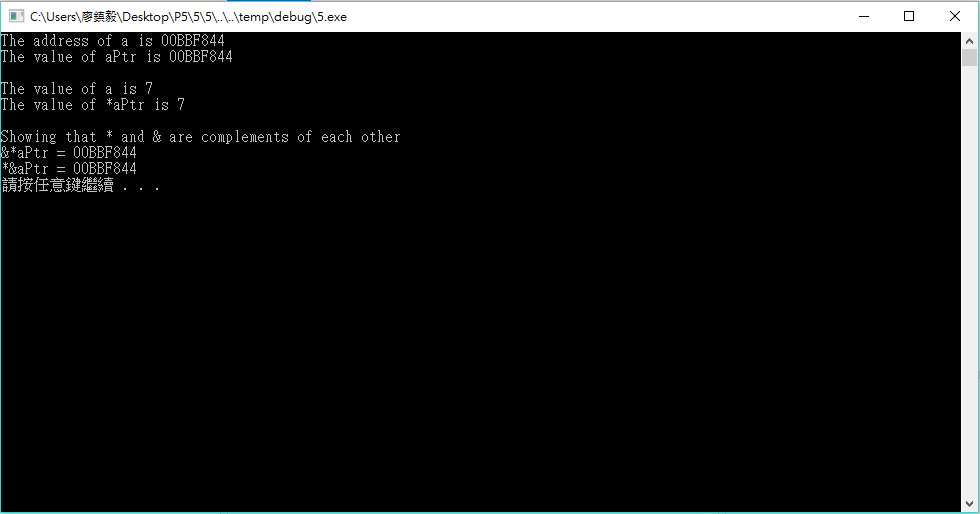 C:\Users\廖鎮毅\Desktop\P5\5\5\..\..\temp\debug\5.exe
The address of a is 00BBF844
The value of aPtr is 00BBF844
The value of a is 7
The value of *aPtr is 7
Showing that * and & are complements of each other
&*aPtr = 00BBF844
*&aPtr = 00BBF844
請按任意鍵繼續 . . .